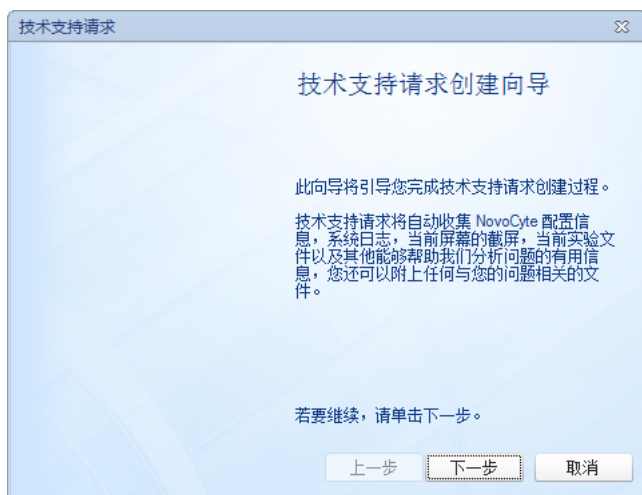 技术支持请求
技术支持请求创建向导
此向导将引导您完成技术支持请求创建过程。
技术支持请求将自动收集 NovoCyte 配置信
息，系统日志，当前屏幕的截屏，当前实验文
件以及其他能够帮助我们分析问题的有用信
息，您还可以附上任何与您的问题相关的文
件。
若要继续，请单击下一步。
上一步 下一步 取消